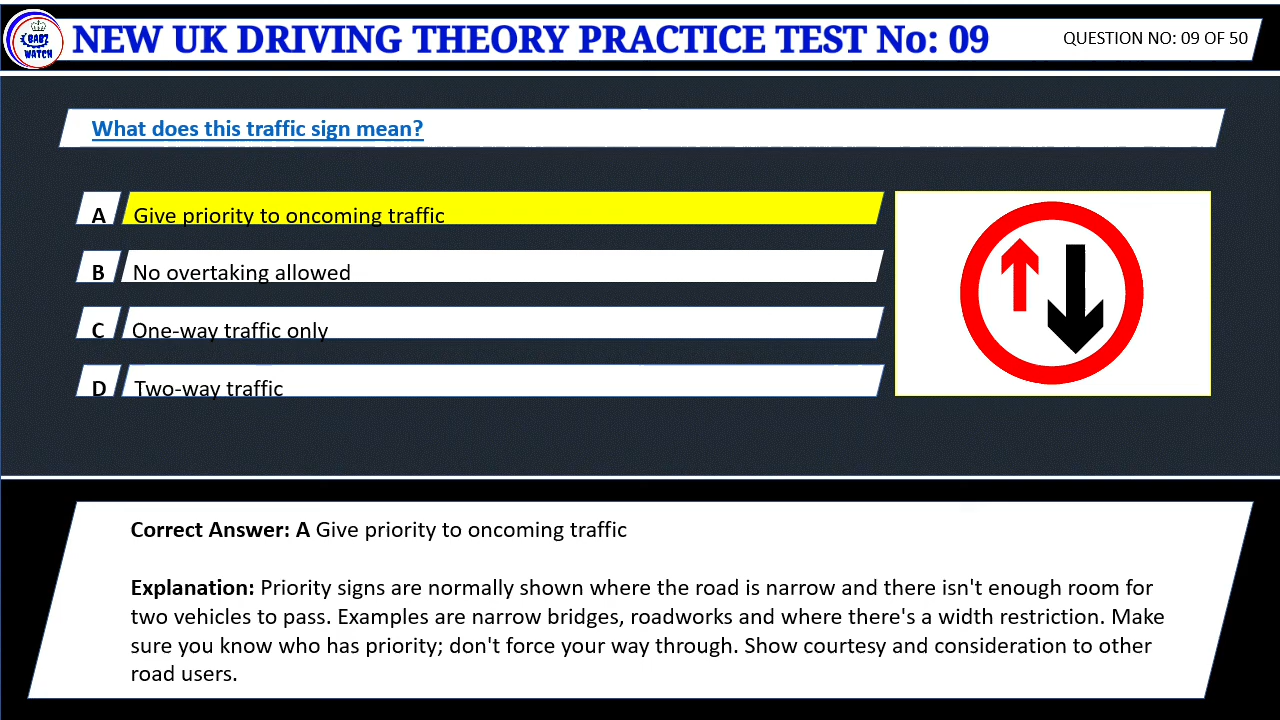 BABZ
WATCH
NEW UK DRIVING THEORY PRACTICE TEST No: 09
QUESTION NO: 09 OF 50
What does this traffic sign mean?
A Give priority to oncoming traffic
B No overtaking allowed
C One-way traffic only
D Two-way traffic
Correct Answer: A Give priority to oncoming traffic
Explanation: Priority signs are normally shown where the road is narrow and there isn't enough room for
two vehicles to pass. Examples are narrow bridges, roadworks and where there's a width restriction. Make
sure you know who has priority; don't force your way through. Show courtesy and consideration to other
road users.